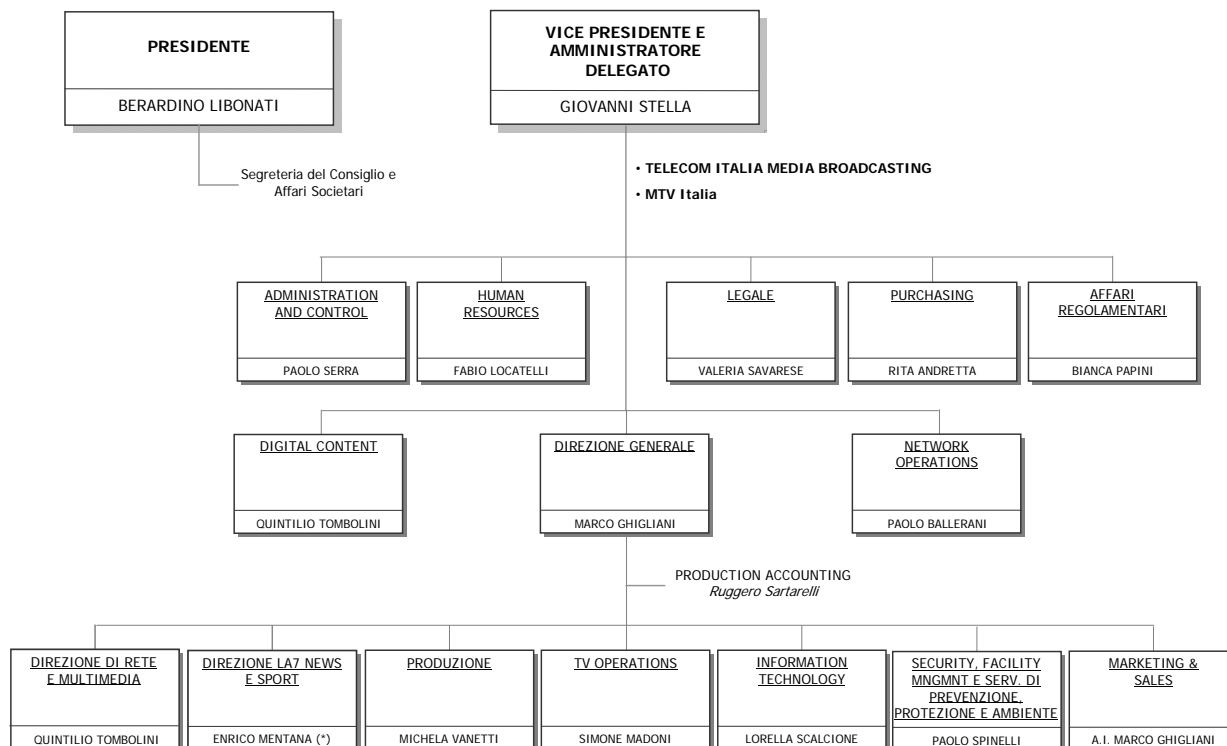 PRESIDENTE
BERARDINO LIBONATI
VICE PRESIDENTE E
AMMINISTRATORE
DELEGATO
GIOVANNI STELLA
Segreteria del Consiglio e
Affari Societari
• TELECOM ITALIA MEDIA BROADCASTING
• MTV Italia
ADMINISTRATION
AND CONTROL
PAOLO SERRA
HUMAN
RESOURCES
FABIO LOCATELLI
LEGALE
VALERIA SAVARESE
PURCHASING
RITA ANDRETTA
AFFARI
REGOLAMENTARI
BIANCA PAPINI
DIGITAL CONTENT
QUINTILIO TOMBOLINI
DIREZIONE GENERALE
MARCO GHIGLIANI
NETWORK
OPERATIONS
PAOLO BALLERANI
PRODUCTION ACCOUNTING
Ruggero Sartarelli
DIREZIONE DI RETE
E MULTIMEDIA
QUINTILIO TOMBOLINI
DIREZIONE LA7 NEWS
E SPORT
ENRICO MENTANA (*)
PRODUZIONE
MICHELA VANETTI
TV OPERATIONS
SIMONE MADONI
INFORMATION
TECHNOLOGY
LORELLA SCALCIONE
SECURITY, FACILITY
MNGMNT E SERV. DI
PREVENZIONE,
PROTEZIONE E AMBIENTE
PAOLO SPINELLI
MARKETING &
SALES
A.I. MARCO GHIGLIANI